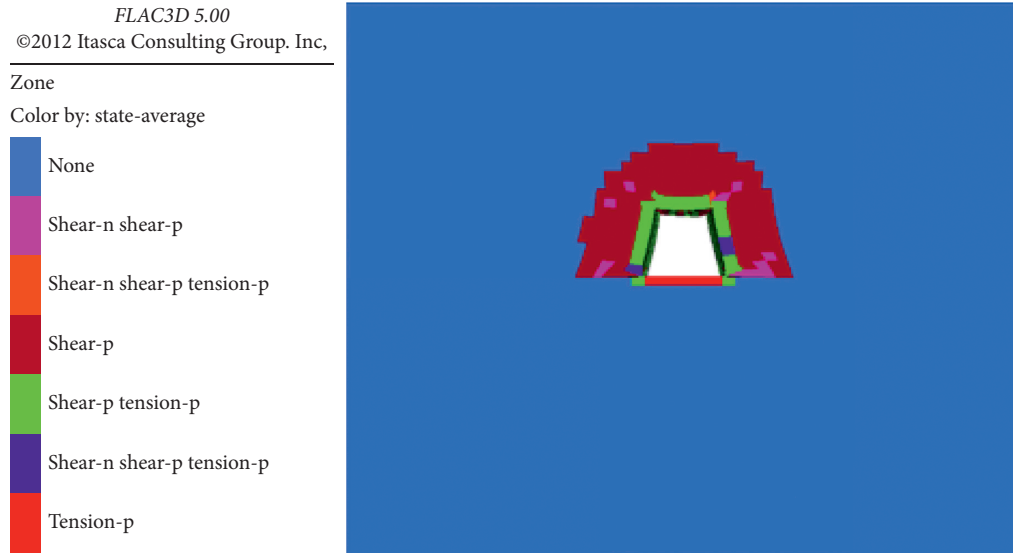 FLAC3D 5.00
©2012 Itasca Consulting Group. Inc,
Zone
Color by: state-average
None
Shear-n shear-p
Shear-n shear-p tension-p
Shear-p
Shear-p tension-p
Shear-n shear-p tension-p
Tension-p